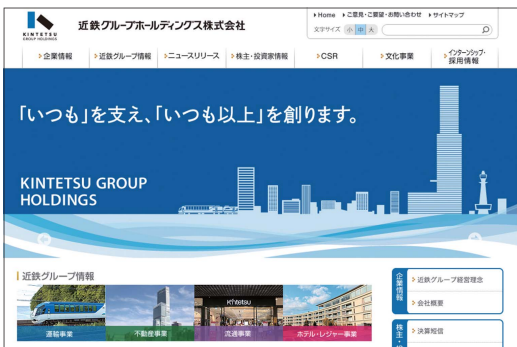 KINTETSU
GROUP HOLDINGS
近鉄グループホールディングス株式会社
Home ご意見・ご要望・お問い合わせ サイトマップ
文字サイズ 小 中 大
企業情報
近鉄グループ情報
ニュースリリース
株主・投資家情報
CSR
文化事業
インターンシップ・
採用情報
「いつも」を支え、「いつも以上」を創ります。
KINTETSU GROUP
HOLDINGS
近鉄グループ情報
運輸事業
不動産事業
Kintetsu
流通事業
ホテル・レジャー事業
企業情報
近鉄グループ経営理念
会社概要
株主・投
決算短信